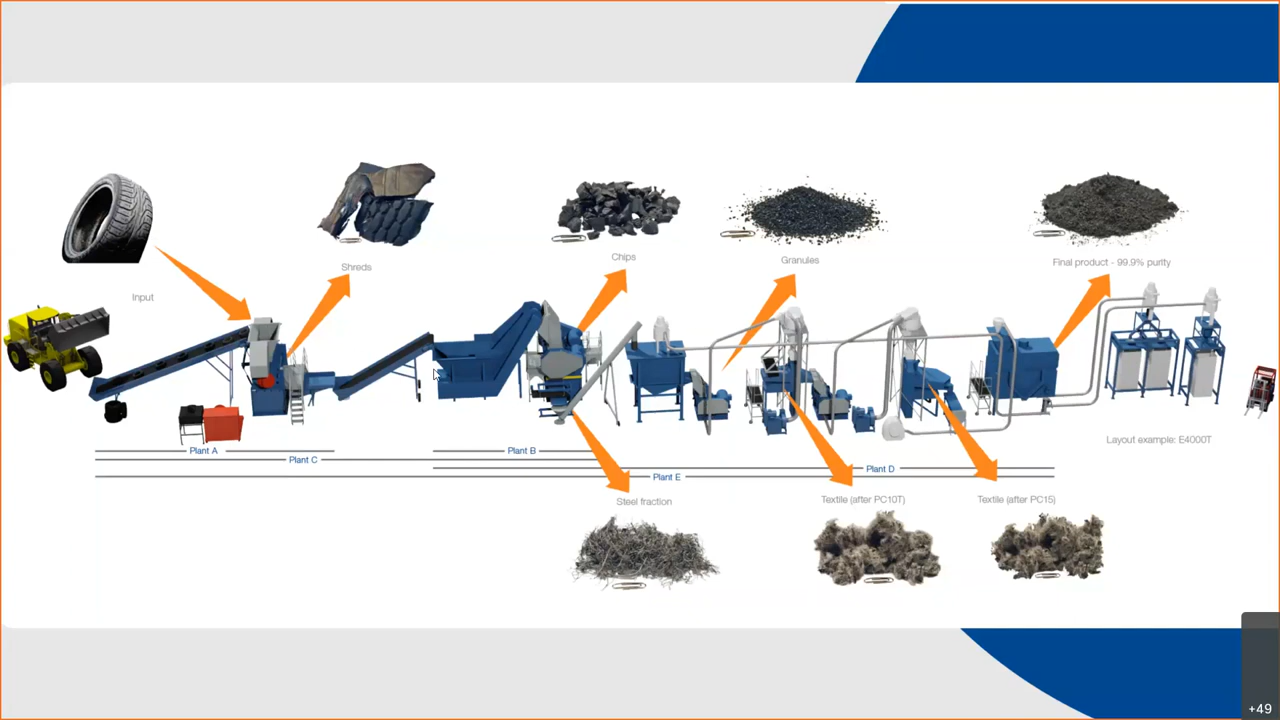 Input
Shreds
Chips
Granules
Final product - 99.9% purity
Layout example: E4000T
Plant A
Plant C
Plant B
Plant D
Plant E
Steel fraction
Textile (after PC10T)
Textile (after PC15)
+49